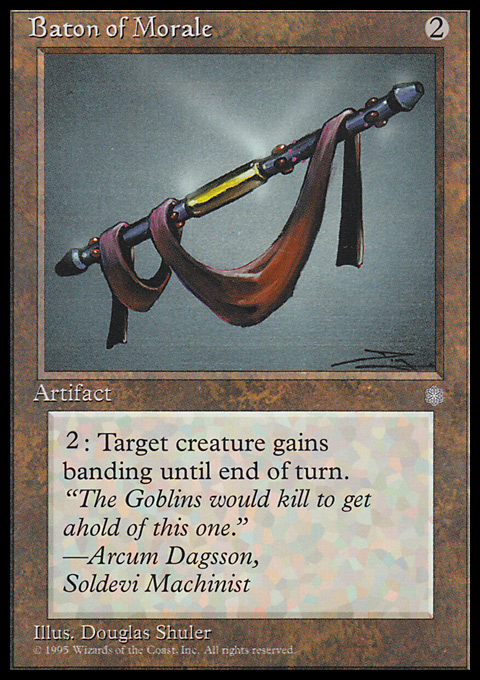 Baton of Morale 2
Artifact
2: Target creature gains
banding until end of turn.
“The Goblins would kill to get
ahold of this one.”
—Arcum Dagsson,
Soldevi Machinist
Illus. Douglas Shuler
© 1995 Wizards of the Coast, Inc. All rights reserved.